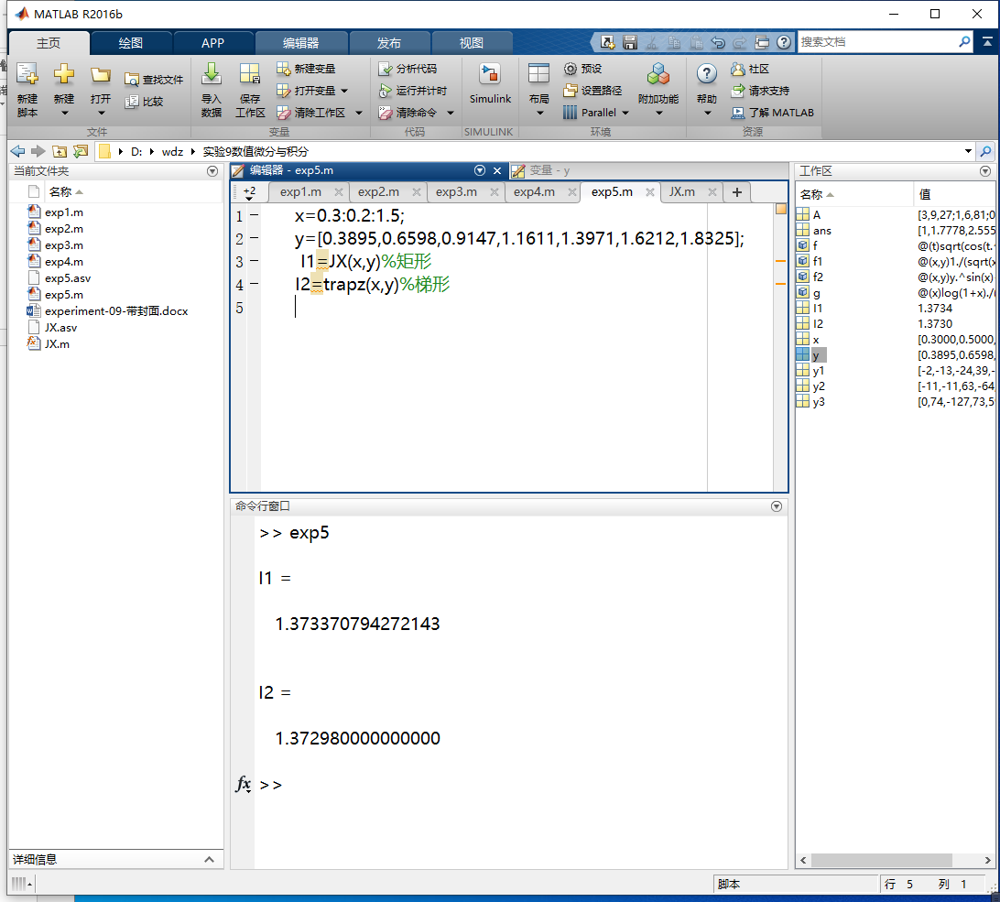 MATLAB R2016b
主页 绘图 APP 编辑器 发布 视图 搜索文档
新建脚本 新建 打开 查找文件 比较 文件
导入数据 保存工作区 新建变量 打开变量 清除工作区 变量
分析代码 运行并计时 清除命令 代码
Simulink SIMULINK
布局 预设 设置路径 Parallel 环境
附加功能 帮助 社区 请求支持 了解 MATLAB 资源
D: wdz 实验9数值微分与积分
当前文件夹
名称
exp1.m
exp2.m
exp3.m
exp4.m
exp5.asv
exp5.m
experiment-09-带封面.docx
JX.asv
JX.m
详细信息
编辑器 - exp5.m 变量 - y
+2 exp1.m exp2.m exp3.m exp4.m exp5.m JX.m +
1 x=0.3:0.2:1.5;
2 y=[0.3895,0.6598,0.9147,1.1611,1.3971,1.6212,1.8325];
3 I1=JX(x,y)%矩形
4 I2=trapz(x,y)%梯形
5
命令行窗口
>> exp5
I1 =
1.373370794272143
I2 =
1.372980000000000
fx >>
工作区
名称 值
A [3,9,27;1,6,81;0
ans [1,1.7778,2.555
f @(t)sqrt(cos(t.
f1 @(x,y)1./(sqrt(x
f2 @(x,y)y.^sin(x)
g @(x)log(1+x)./(
I1 1.3734
I2 1.3730
x [0.3000,0.5000,
y [0.3895,0.6598,
y1 [-2,-13,-24,39,-
y2 [-11,-11,63,-64,
y3 [0,74,-127,73,5
脚本 行 5 列 1